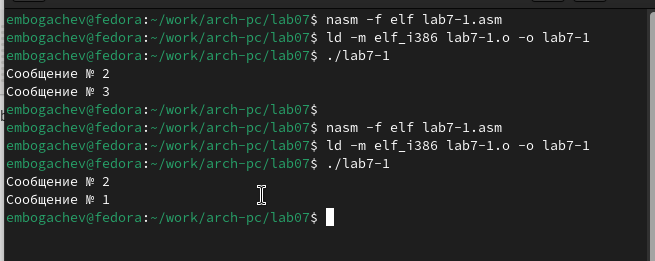 embogachev@fedora:~/work/arch-pc/lab07$ nasm -f elf lab7-1.asm
embogachev@fedora:~/work/arch-pc/lab07$ ld -m elf_i386 lab7-1.o -o lab7-1
embogachev@fedora:~/work/arch-pc/lab07$ ./lab7-1
Сообщение № 2
Сообщение № 3
embogachev@fedora:~/work/arch-pc/lab07$
embogachev@fedora:~/work/arch-pc/lab07$ nasm -f elf lab7-1.asm
embogachev@fedora:~/work/arch-pc/lab07$ ld -m elf_i386 lab7-1.o -o lab7-1
embogachev@fedora:~/work/arch-pc/lab07$ ./lab7-1
Сообщение № 2
Сообщение № 1
embogachev@fedora:~/work/arch-pc/lab07$